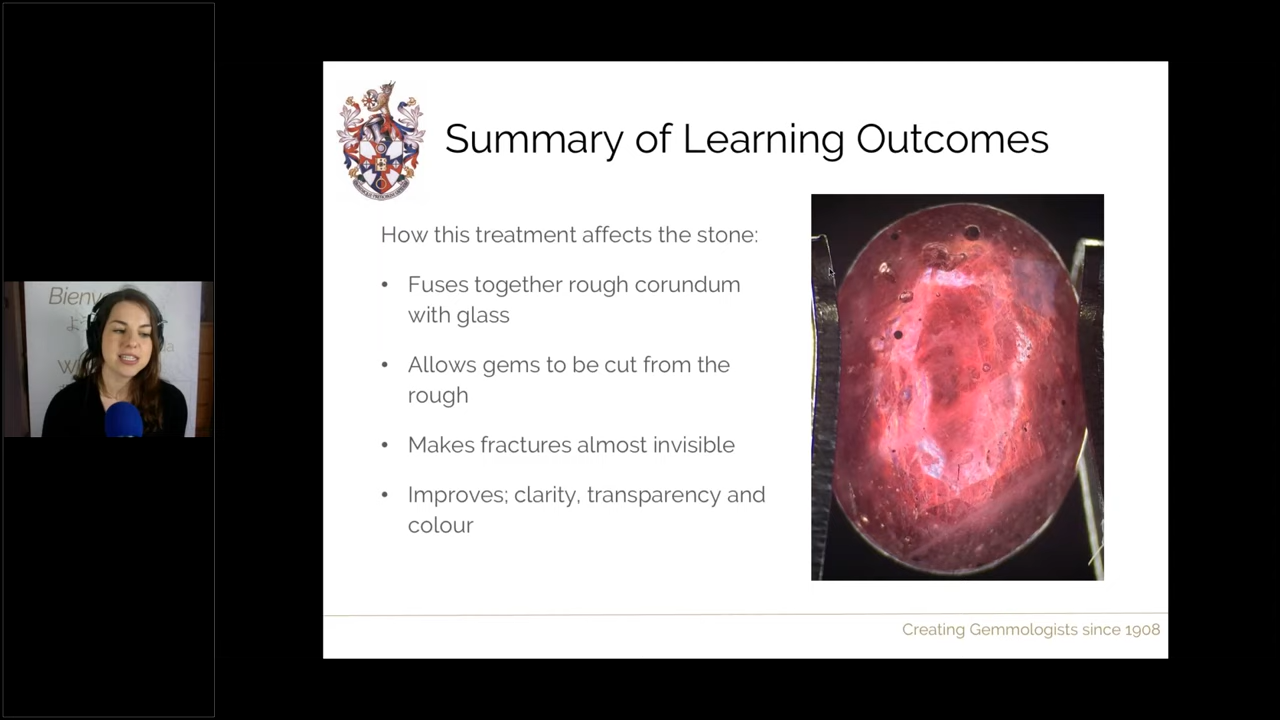 Summary of Learning Outcomes
How this treatment affects the stone:
• Fuses together rough corundum
with glass
• Allows gems to be cut from the
rough
• Makes fractures almost invisible
• Improves; clarity, transparency and
colour
Creating Gemmologists since 1908